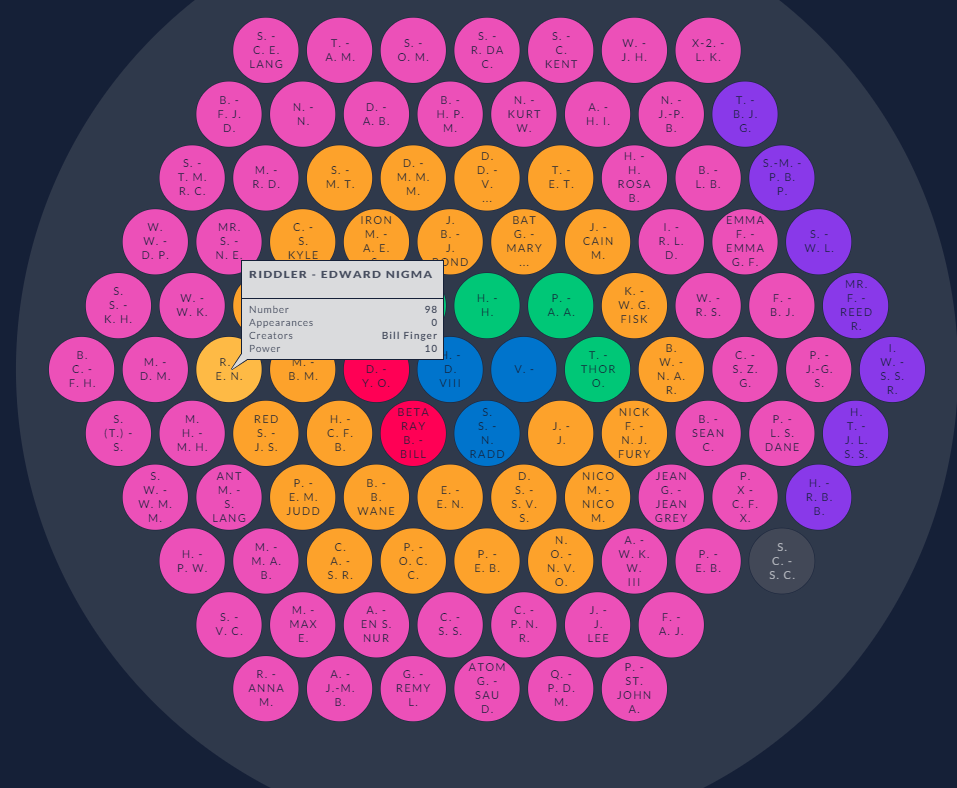 S. -
C. E.
LANG
T. -
A. M.
S. -
O. M.
S. -
R. DA
C.
S. -
C.
KENT
W. -
J. H.
X-2. -
L. K.
B. -
F. J.
D.
N. -
N.
D. -
A. B.
B. -
H. P.
M.
N. -
KURT
W.
A. -
H. I.
N. -
J.-P.
B.
T. -
B. J.
G.
S. -
T. M.
R. C.
M. -
R. D.
S. -
M. T.
D. -
M. M.
M.
D.
D. -
V.
...
T. -
E. T.
H. -
H.
ROSA
B.
B. -
L. B.
S.-M. -
P. B.
P.
W.
W. -
D. P.
MR.
S. -
N. E.
C. -
S.
KYLE
IRON
M. -
A. E.
J.
B. -
J.
BOND
BAT
G. -
MARY
...
J. -
CAIN
M.
I. -
R. L.
D.
EMMA
F. -
EMMA
G. F.
S. -
W. L.
RIDDLER - EDWARD NIGMA
Number 98
Appearances 0
Creators Bill Finger
Power 10
S.
S. -
K. H.
W. -
W. K.
H. -
H.
P. -
A. A.
K. -
W. G.
FISK
W. -
R. S.
F. -
B. J.
MR.
F. -
REED
R.
B.
C. -
F. H.
M. -
D. M.
R. -
E. N.
M. -
B. M.
D. -
Y. O.
D.
VIII
V. -
T. -
THOR
O.
B.
W. -
N. A.
R.
C. -
S. Z.
G.
P. -
J.-G.
S.
I.
W. -
S. S.
R.
S.
(T.) -
S.
M.
H. -
M. H.
RED
S. -
J. S.
H. -
C. F.
B.
BETA
RAY
B. -
BILL
S.
S. -
N.
RADD
J. -
J.
NICK
F. -
N. J.
FURY
B. -
SEAN
C.
P. -
L. S.
DANE
H.
T. -
J. L.
S. S.
S.
W. -
W. M.
M.
ANT
M. -
S.
LANG
P. -
E. M.
JUDD
B. -
B.
WANE
E. -
E. N.
D.
S. -
S. V.
S.
NICO
M. -
NICO
M.
JEAN
G. -
JEAN
GREY
P.
X -
C. F.
X.
H. -
R. B.
B.
H. -
P. W.
M. -
M. A.
B.
C.
A. -
S. R.
P. -
O. C.
C.
P. -
E. B.
N.
O. -
N. V.
O.
A. -
W. K.
W.
III
P. -
E. B.
S.
C. -
S. C.
S. -
V. C.
M. -
MAX
E.
A. -
EN S.
NUR
C. -
S. S.
C. -
P. N.
R.
J. -
J.
LEE
F. -
A. J.
R. -
ANNA
M.
A. -
J.-M.
B.
G. -
REMY
L.
ATOM
G. -
SAU
D.
Q. -
P. D.
M.
P. -
ST.
JOHN
A.